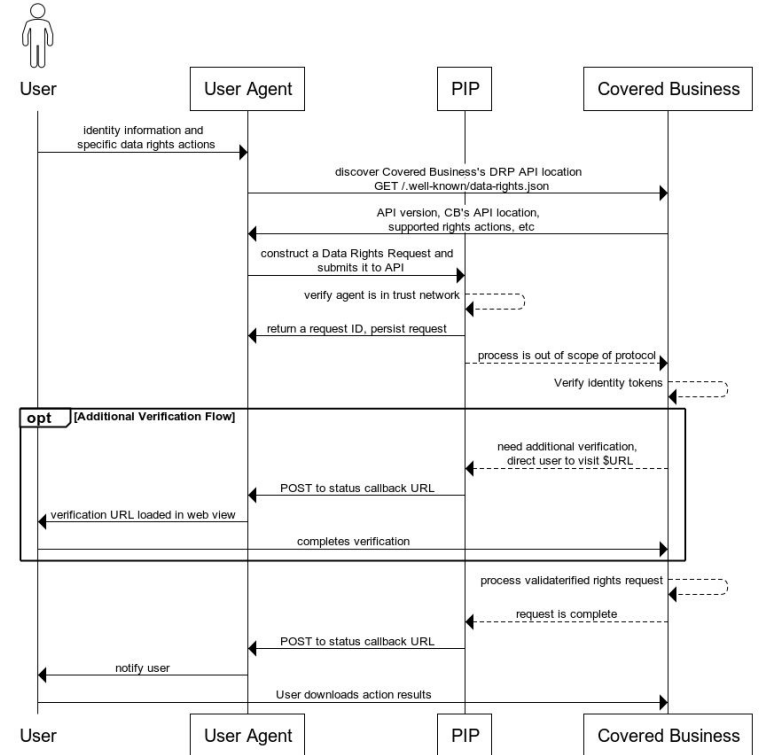 User
User Agent
PIP
Covered Business
identity information and
specific data rights actions
discover Covered Business's DRP API location
GET /.well-known/data-rights.json
API version, CB's API location,
supported rights actions, etc
construct a Data Rights Request and
submits it to API
verify agent is in trust network
return a request ID, persist request
process is out of scope of protocol
Verify identity tokens
opt [Additional Verification Flow]
need additional verification,
direct user to visit $URL
POST to status callback URL
verification URL loaded in web view
completes verification
process validaterified rights request
request is complete
POST to status callback URL
notify user
User downloads action results
User
User Agent
PIP
Covered Business